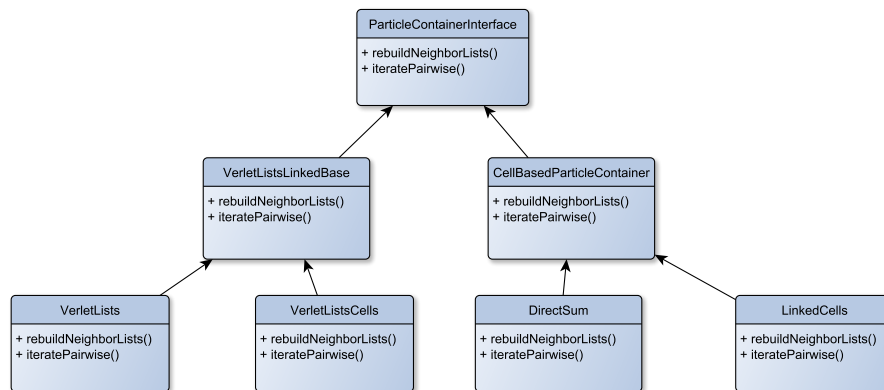 ParticleContainerInterface
+ rebuildNeighborLists()
+ iteratePairwise()
VerletListsLinkedBase
+ rebuildNeighborLists()
+ iteratePairwise()
CellBasedParticleContainer
+ rebuildNeighborLists()
+ iteratePairwise()
VerletLists
+ rebuildNeighborLists()
+ iteratePairwise()
VerletListsCells
+ rebuildNeighborLists()
+ iteratePairwise()
DirectSum
+ rebuildNeighborLists()
+ iteratePairwise()
LinkedCells
+ rebuildNeighborLists()
+ iteratePairwise()